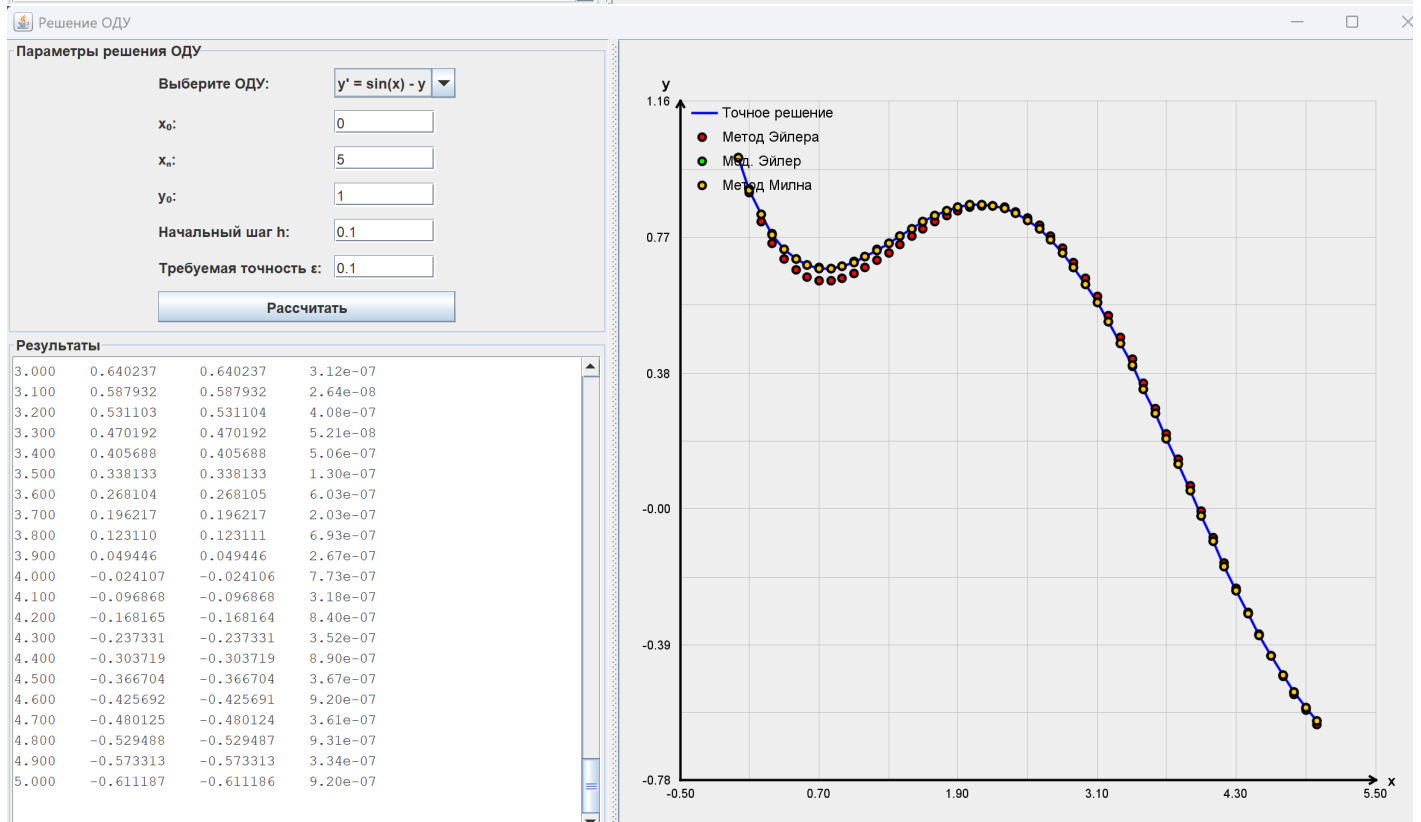 Решение ОДУ
Параметры решения ОДУ
Выберите ОДУ: y' = sin(x) - y
x₀: 0
xₙ: 5
y₀: 1
Начальный шаг h: 0.1
Требуемая точность ε: 0.1
Рассчитать
Результаты
3.000 0.640237 0.640237 3.12e-07
3.100 0.587932 0.587932 2.64e-08
3.200 0.531103 0.531104 4.08e-07
3.300 0.470192 0.470192 5.21e-08
3.400 0.405688 0.405688 5.06e-07
3.500 0.338133 0.338133 1.30e-07
3.600 0.268104 0.268105 6.03e-07
3.700 0.196217 0.196217 2.03e-07
3.800 0.123110 0.123111 6.93e-07
3.900 0.049446 0.049446 2.67e-07
4.000 -0.024107 -0.024106 7.73e-07
4.100 -0.096868 -0.096868 3.18e-07
4.200 -0.168165 -0.168164 8.40e-07
4.300 -0.237331 -0.237331 3.52e-07
4.400 -0.303719 -0.303719 8.90e-07
4.500 -0.366704 -0.366704 3.67e-07
4.600 -0.425692 -0.425691 9.20e-07
4.700 -0.480125 -0.480124 3.61e-07
4.800 -0.529488 -0.529487 9.31e-07
4.900 -0.573313 -0.573313 3.34e-07
5.000 -0.611187 -0.611186 9.20e-07
y
1.16
Точное решение
Метод Эйлера
Мод. Эйлер
Метод Милна
0.77
0.38
-0.00
-0.39
-0.78
x
-0.50 0.70 1.90 3.10 4.30 5.50